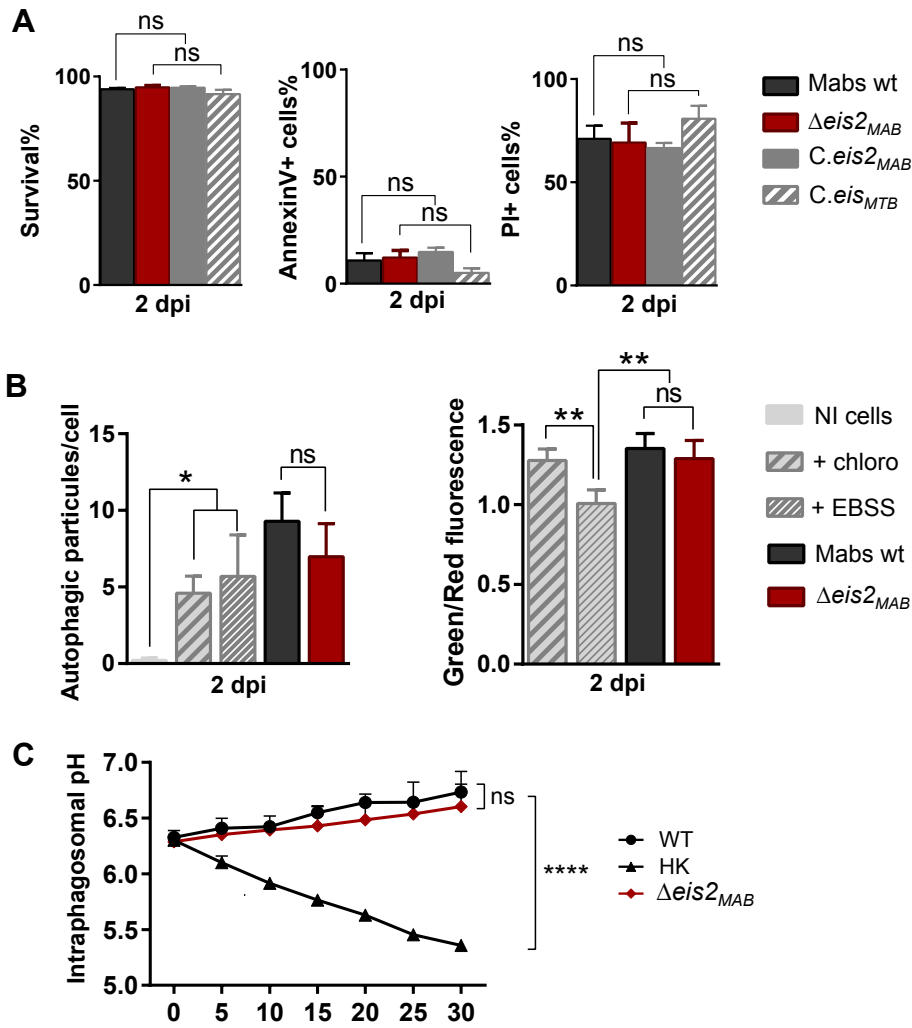 A
ns
ns
100
50
0
Survival%
2 dpi
ns
ns
100
50
0
AnnexinV+ cells%
2 dpi
ns
ns
100
50
0
PI+ cells%
2 dpi
Mabs wt
Δeis2MAB
C.eis2MAB
C.eisMTB
B
15
10
5
0
Autophagic particules/cell
*
ns
2 dpi
1.5
1.0
0.5
0.0
Green/Red fluorescence
**
**
ns
2 dpi
NI cells
+ chloro
+ EBSS
Mabs wt
Δeis2MAB
C
7.0
6.5
6.0
5.5
5.0
Intraphagosomal pH
0 5 10 15 20 25 30
ns
****
WT
HK
Δeis2MAB